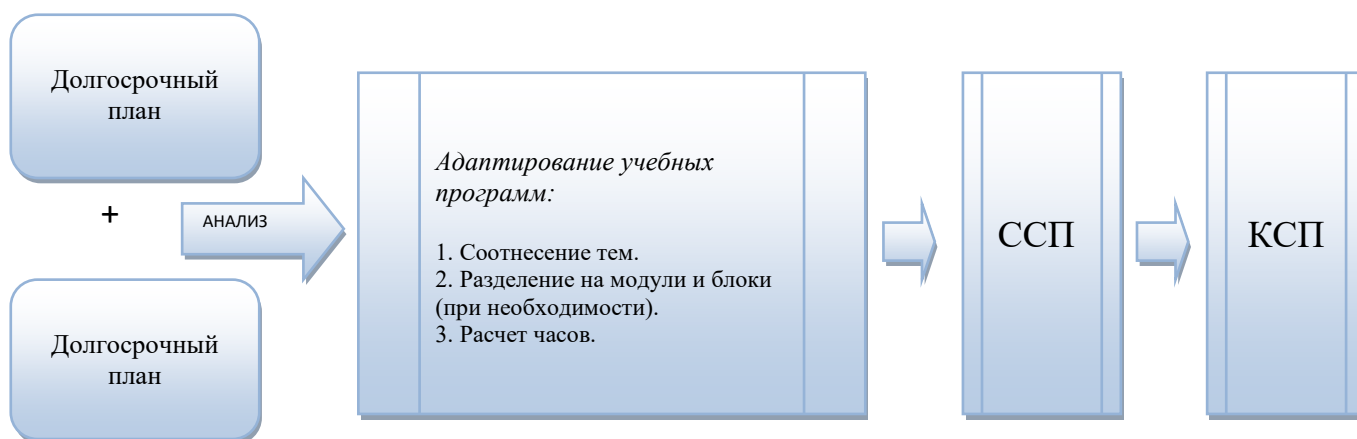 Долгосрочный
план
+
Долгосрочный
план
АНАЛИЗ
Адаптирование учебных
программ:
1. Соотнесение тем.
2. Разделение на модули и блоки
(при необходимости).
3. Расчет часов.
ССП
КСП